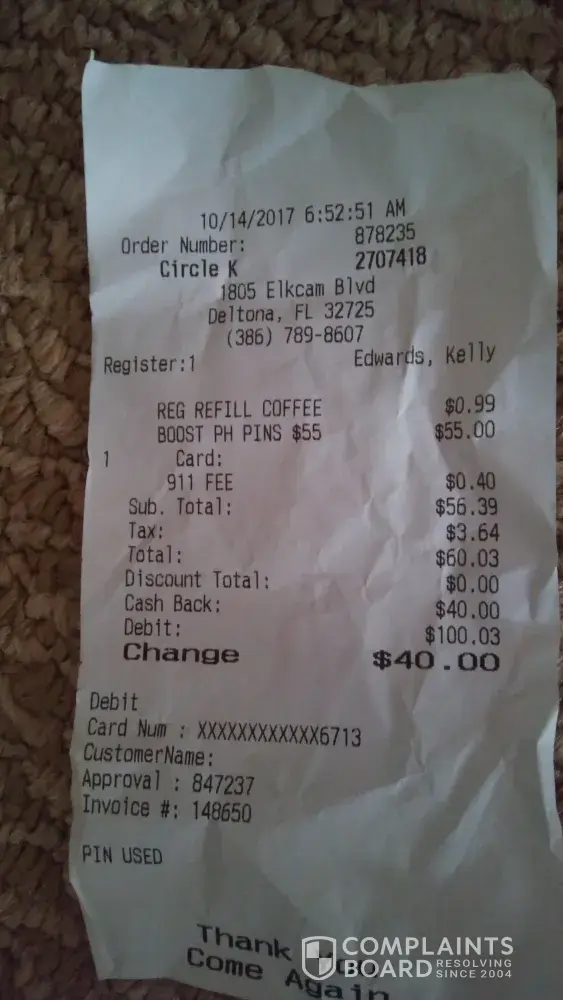 10/14/2017 6:52:51 AM
Order Number: 878235
Circle K 2707418
1805 Elkcam Blvd
Deltona, FL 32725
(386) 789-8607
Register:1 Edwards, Kelly
REG REFILL COFFEE $0.99
BOOST PH PINS $55 $55.00
1 Card:
911 FEE $0.40
Sub. Total: $56.39
Tax: $3.64
Total: $60.03
Discount Total: $0.00
Cash Back: $40.00
Debit: $100.03
Change $40.00
Debit
Card Num : XXXXXXXXXXXX6713
CustomerName:
Approval : 847237
Invoice #: 148650
PIN USED
Thank You
Come Again
COMPLAINTS
BOARD RESOLVING
SINCE 2004